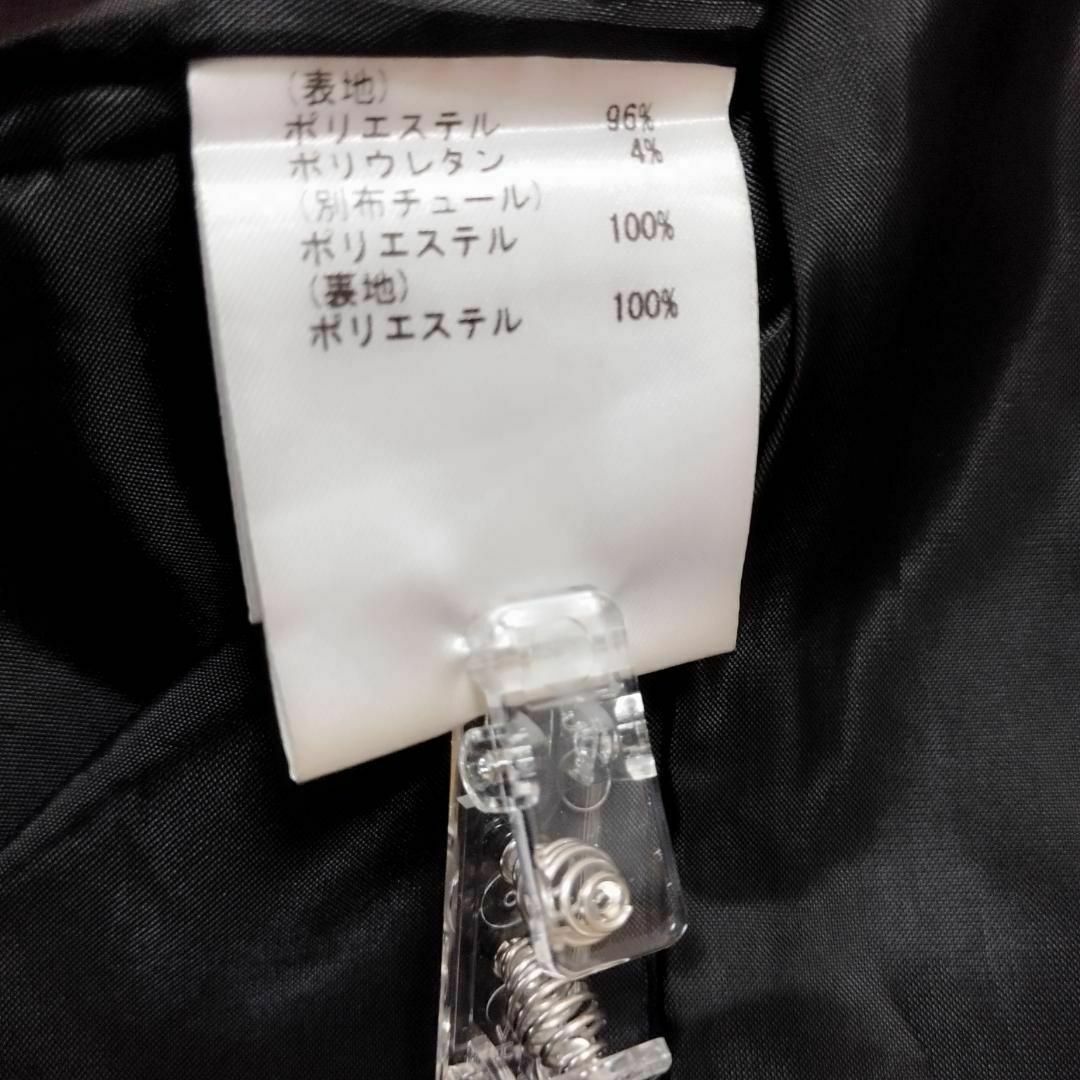 (表地)
ポリエステル 96%
ポリウレタン 4%
(別布チュール)
ポリエステル 100%
(裏地)
ポリエステル 100%